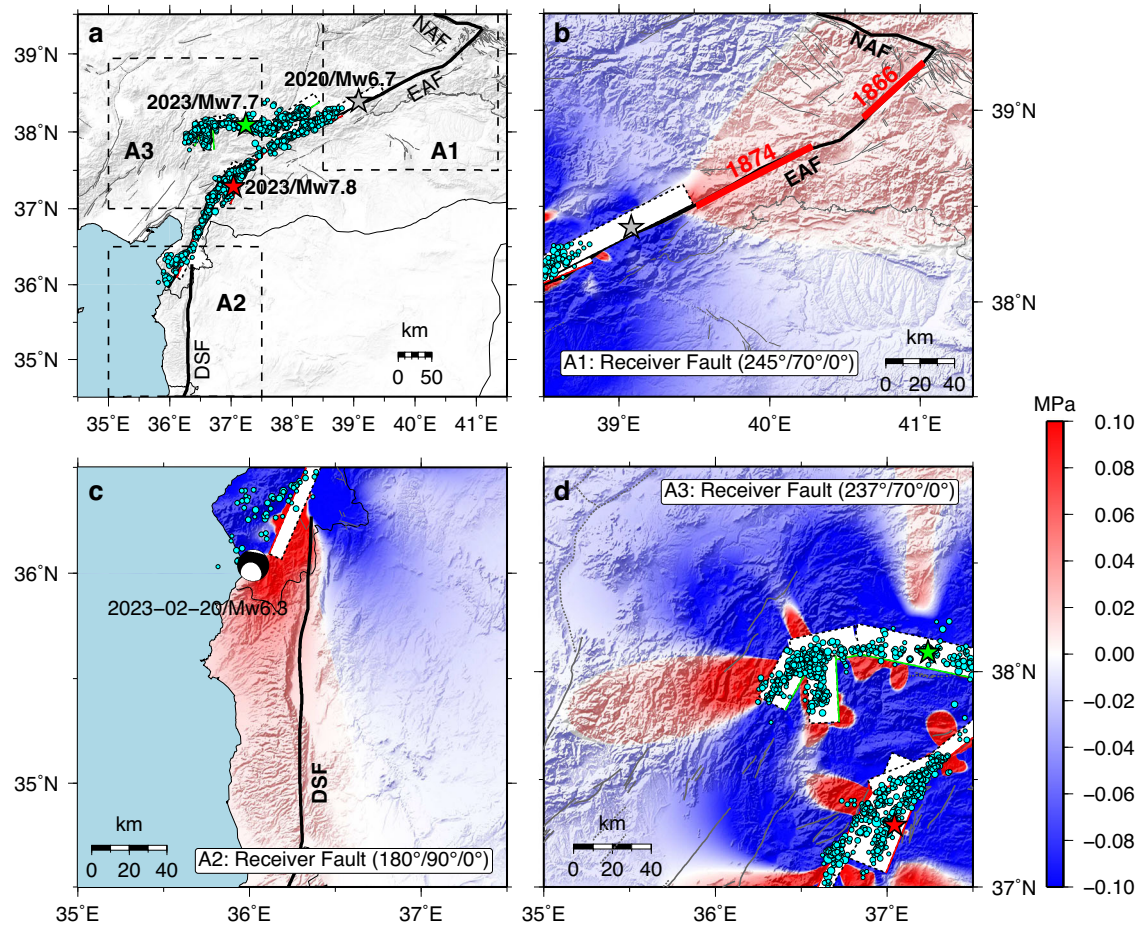 a
NAF
2020/Mw6.7
EAF
2023/Mw7.7
A3
A1
2023/Mw7.8
A2
km
0 50
DSF
39°N
38°N
37°N
36°N
35°N
35°E 36°E 37°E 38°E 39°E 40°E 41°E
b
NAF
1866
1874
EAF
km
0 20 40
A1: Receiver Fault (245°/70°/0°)
39°N
38°N
39°E 40°E 41°E
c
2023−02−20/Mw6.3
DSF
km
0 20 40
A2: Receiver Fault (180°/90°/0°)
36°N
35°N
35°E 36°E 37°E
d
A3: Receiver Fault (237°/70°/0°)
km
0 20 40
38°N
37°N
35°E 36°E 37°E
MPa
0.10
0.08
0.06
0.04
0.02
0.00
−0.02
−0.04
−0.06
−0.08
−0.10